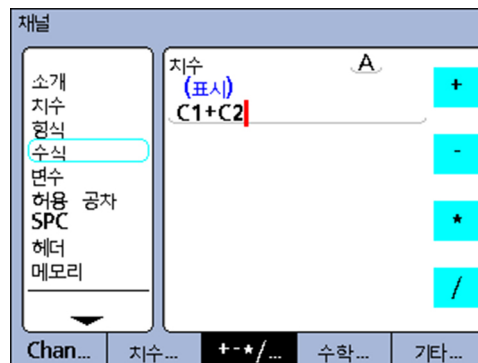 채널
소개
치수
형식
수식
변수
허용 공차
SPC
헤더
메모리
치수 A
(표시)
C1+C2
+
-
*
/
Chan... 치수... +-*/... 수학... 기타...